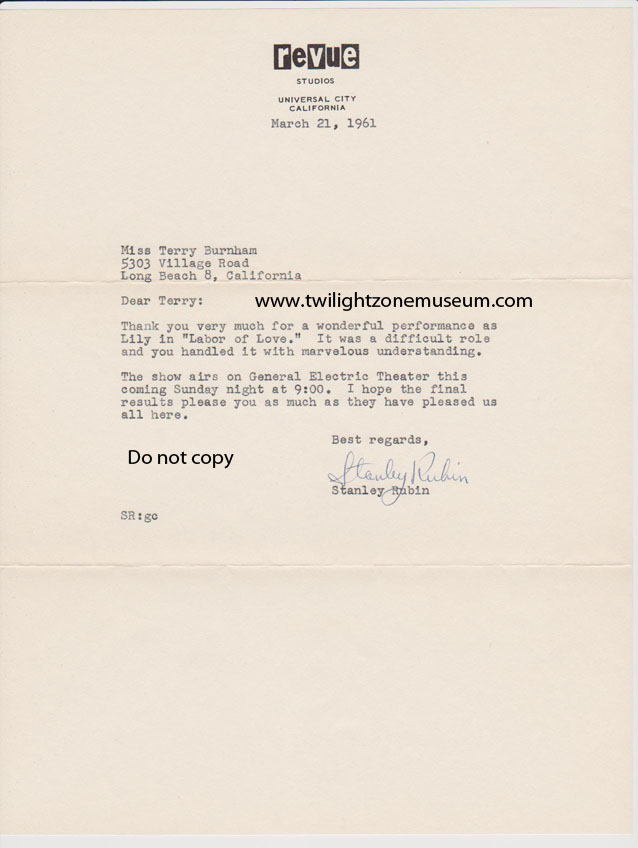 revue
STUDIOS
UNIVERSAL CITY
CALIFORNIA
March 21, 1961
Miss Terry Burnham
5303 Village Road
Long Beach 8, California
Dear Terry:
www.twilightzonemuseum.com
Thank you very much for a wonderful performance as
Lily in "Labor of Love." It was a difficult role
and you handled it with marvelous understanding.
The show airs on General Electric Theater this
coming Sunday night at 9:00. I hope the final
results please you as much as they have pleased us
all here.
Best regards,
Do not copy
Stanley Rubin
Stanley Rubin
SR:gc